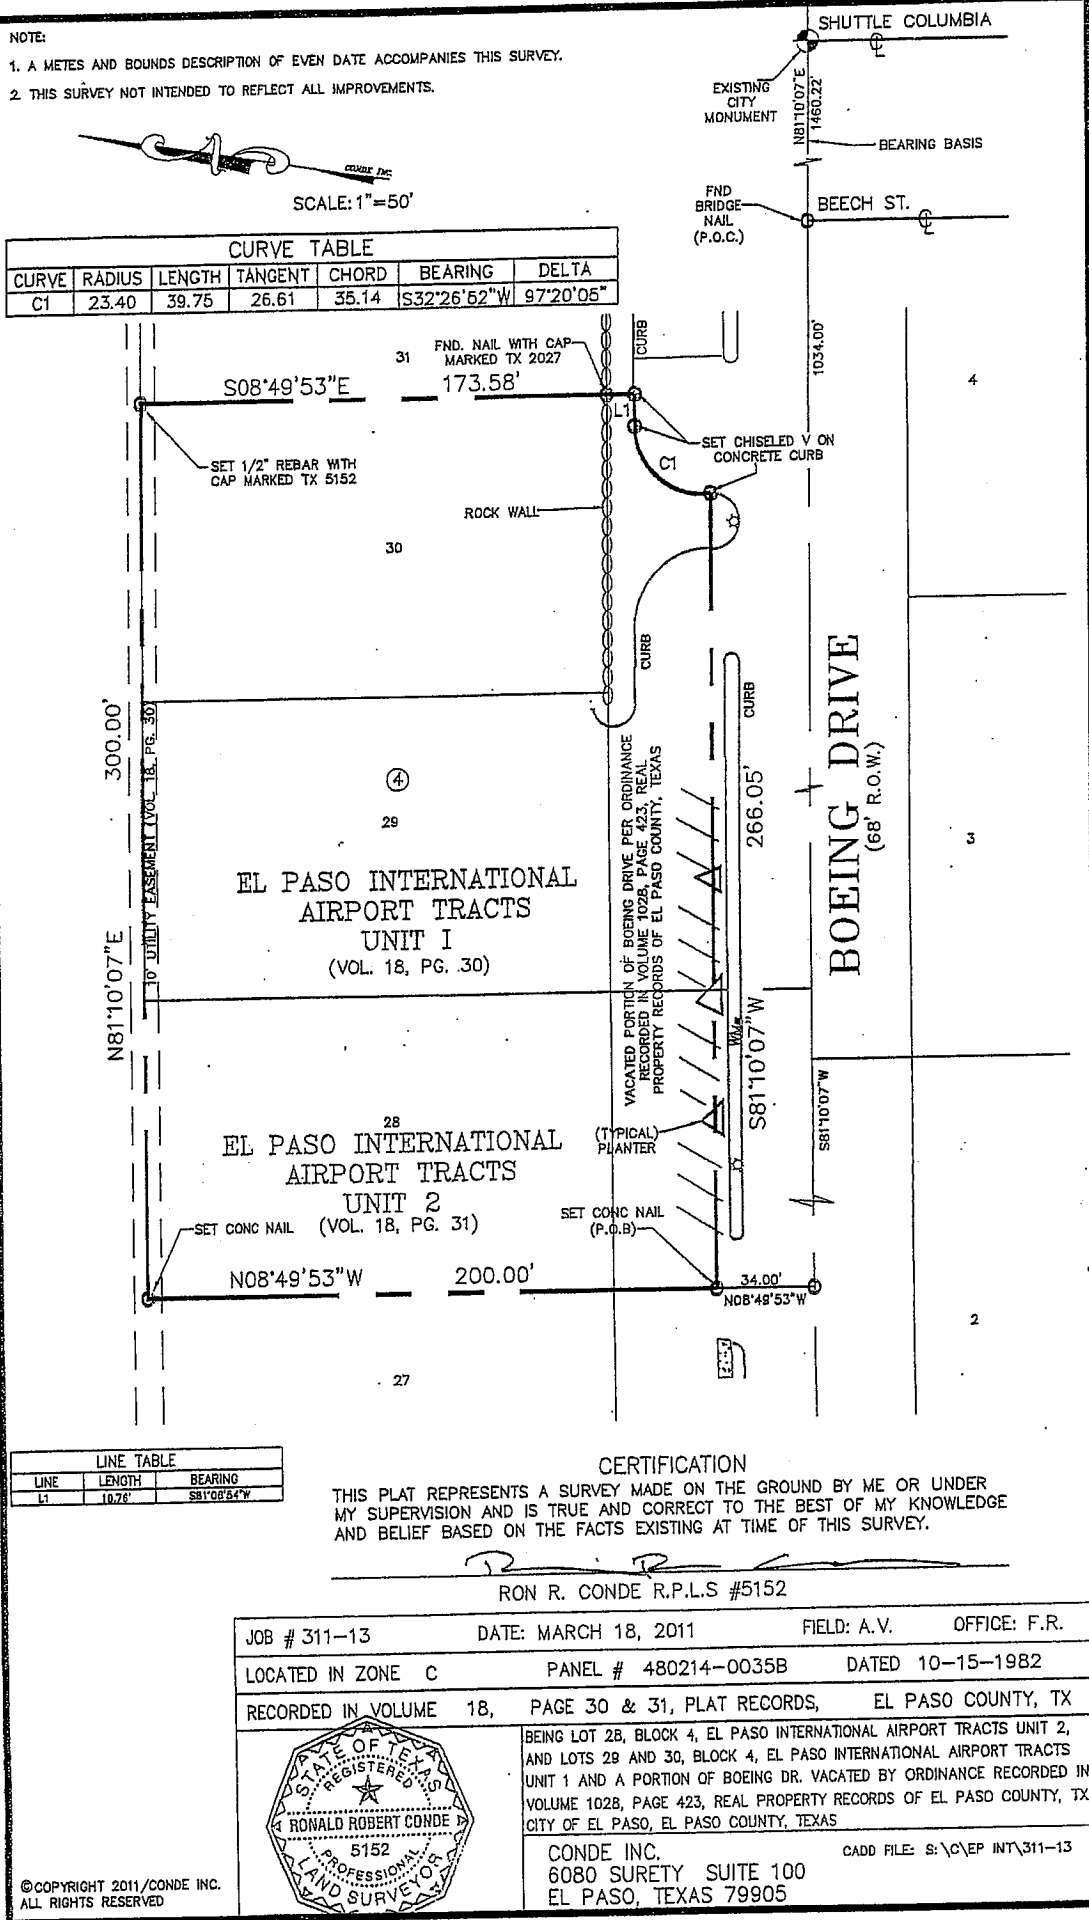 NOTE:
1. A METES AND BOUNDS DESCRIPTION OF EVEN DATE ACCOMPANIES THIS SURVEY.
2. THIS SURVEY NOT INTENDED TO REFLECT ALL IMPROVEMENTS.
CONDE INC.
SCALE: 1"=50'
SHUTTLE COLUMBIA
EXISTING
CITY
MONUMENT
N81°10'07"E
1460.22'
BEARING BASIS
FND
BRIDGE
NAIL
(P.O.C.)
BEECH ST.
CURVE TABLE
CURVE RADIUS LENGTH TANGENT CHORD BEARING DELTA
C1 23.40 39.75 26.61 35.14 S32°26'52"W 97°20'05"
31
FND. NAIL WITH CAP
MARKED TX 2027
CURB
1034.00'
4
S08°49'53"E 173.58'
L1
SET 1/2" REBAR WITH
CAP MARKED TX 5152
SET CHISELED V ON
CONCRETE CURB
C1
ROCK WALL
30
CURB
CURB
300.00'
N81°10'07"E
10' UTILITY EASEMENT (VOL. 18, PG. 30)
4
29
EL PASO INTERNATIONAL
AIRPORT TRACTS
UNIT I
(VOL. 18, PG. 30)
VACATED PORTION OF BOEING DRIVE PER ORDINANCE
RECORDED IN VOLUME 1028, PAGE 423, REAL
PROPERTY RECORDS OF EL PASO COUNTY, TEXAS
266.05'
S81°10'07"W
BOEING DRIVE
(68' R.O.W.)
3
28
EL PASO INTERNATIONAL
AIRPORT TRACTS
UNIT 2
(VOL. 18, PG. 31)
(TYPICAL)
PLANTER
S81°10'07"W
SET CONC NAIL
SET CONC NAIL
(P.O.B)
N08°49'53"W 200.00'
34.00'
N08°49'53"W
2
27
LINE TABLE
LINE LENGTH BEARING
L1 10.76' S81°08'54"W
CERTIFICATION
THIS PLAT REPRESENTS A SURVEY MADE ON THE GROUND BY ME OR UNDER
MY SUPERVISION AND IS TRUE AND CORRECT TO THE BEST OF MY KNOWLEDGE
AND BELIEF BASED ON THE FACTS EXISTING AT TIME OF THIS SURVEY.
RON R. CONDE R.P.L.S #5152
JOB # 311-13 DATE: MARCH 18, 2011 FIELD: A.V. OFFICE: F.R.
LOCATED IN ZONE C PANEL # 480214-0035B DATED 10-15-1982
RECORDED IN VOLUME 18, PAGE 30 & 31, PLAT RECORDS, EL PASO COUNTY, TX
STATE OF TEXAS
REGISTERED
RONALD ROBERT CONDE
5152
PROFESSIONAL
LAND SURVEYOR
BEING LOT 28, BLOCK 4, EL PASO INTERNATIONAL AIRPORT TRACTS UNIT 2,
AND LOTS 29 AND 30, BLOCK 4, EL PASO INTERNATIONAL AIRPORT TRACTS
UNIT 1 AND A PORTION OF BOEING DR. VACATED BY ORDINANCE RECORDED IN
VOLUME 1028, PAGE 423, REAL PROPERTY RECORDS OF EL PASO COUNTY, TX
CITY OF EL PASO, EL PASO COUNTY, TEXAS
CONDE INC.
6080 SURETY SUITE 100
EL PASO, TEXAS 79905
CADD FILE: S:\C\EP INT\311-13
©COPYRIGHT 2011/CONDE INC.
ALL RIGHTS RESERVED